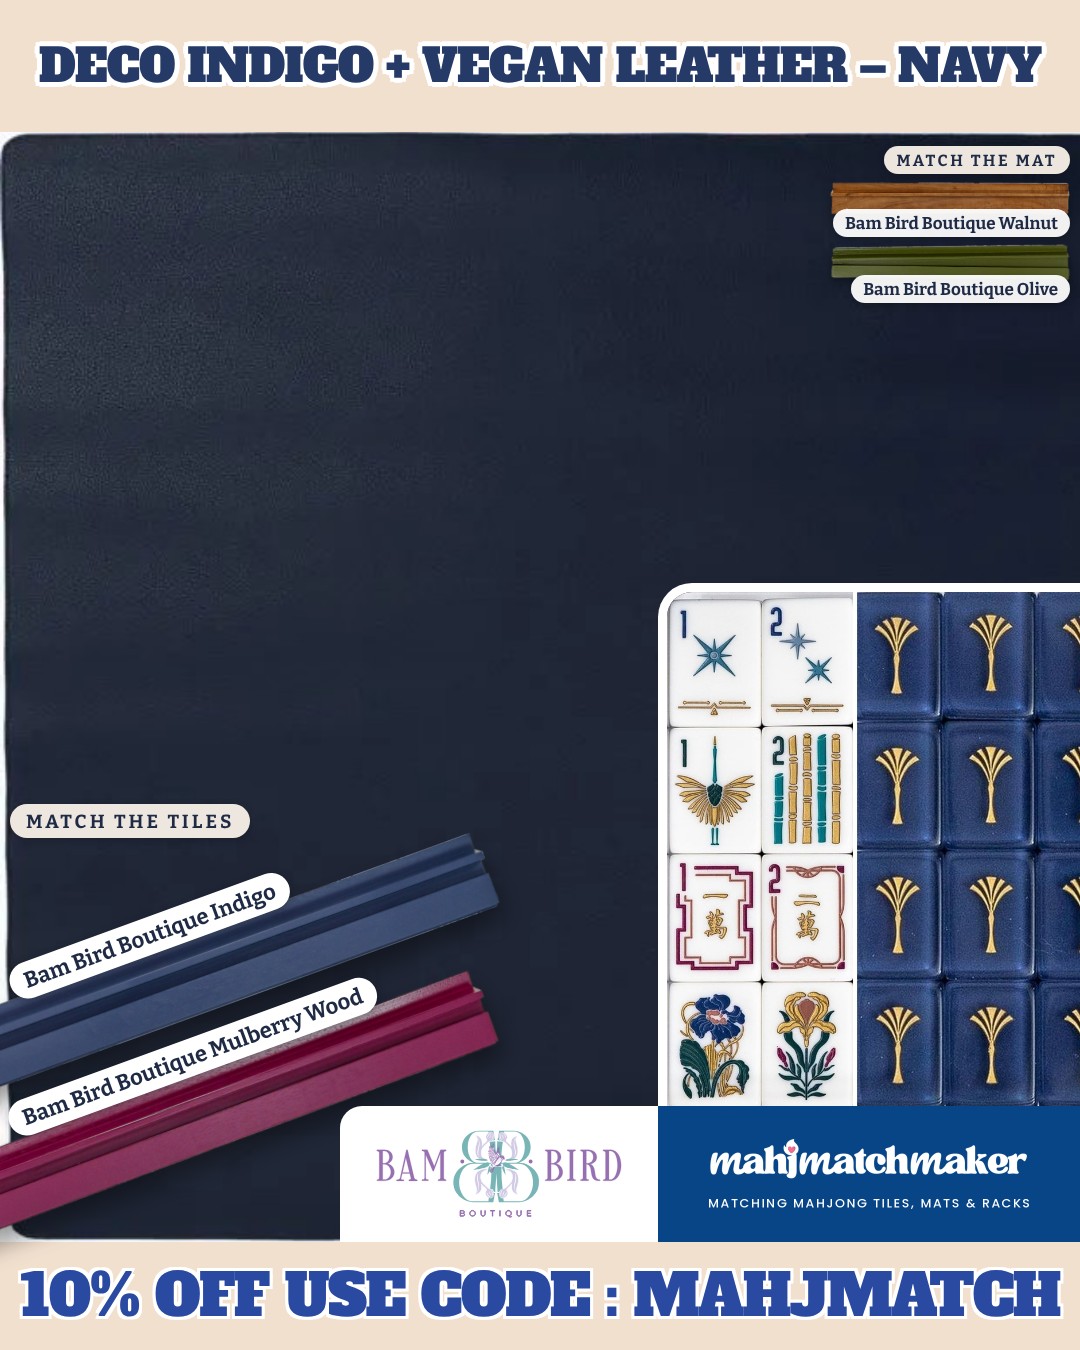 DECO INDIGO + VEGAN LEATHER – NAVY
MATCH THE MAT
Bam Bird Boutique Walnut
Bam Bird Boutique Olive
1
2
1
2
MATCH THE TILES
Bam Bird Boutique Indigo
1
2
一
二
萬
萬
Bam Bird Boutique Mulberry Wood
BAM BIRD
BOUTIQUE
mahjmatchmaker
MATCHING MAHJONG TILES, MATS & RACKS
10% OFF USE CODE : MAHJMATCH